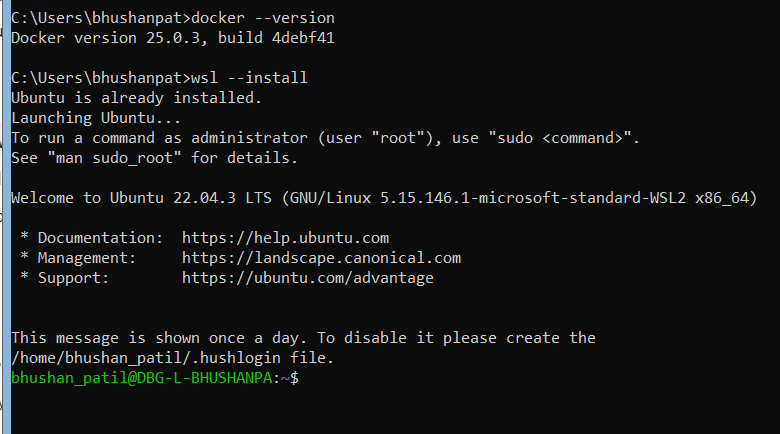 C:\Users\bhushanpat>docker --version
Docker version 25.0.3, build 4debf41
C:\Users\bhushanpat>wsl --install
Ubuntu is already installed.
Launching Ubuntu...
To run a command as administrator (user "root"), use "sudo <command>".
See "man sudo_root" for details.
Welcome to Ubuntu 22.04.3 LTS (GNU/Linux 5.15.146.1-microsoft-standard-WSL2 x86_64)
* Documentation:  https://help.ubuntu.com
* Management:     https://landscape.canonical.com
* Support:        https://ubuntu.com/advantage
This message is shown once a day. To disable it please create the
/home/bhushan_patil/.hushlogin file.
bhushan_patil@DBG-L-BHUSHANPA:~$